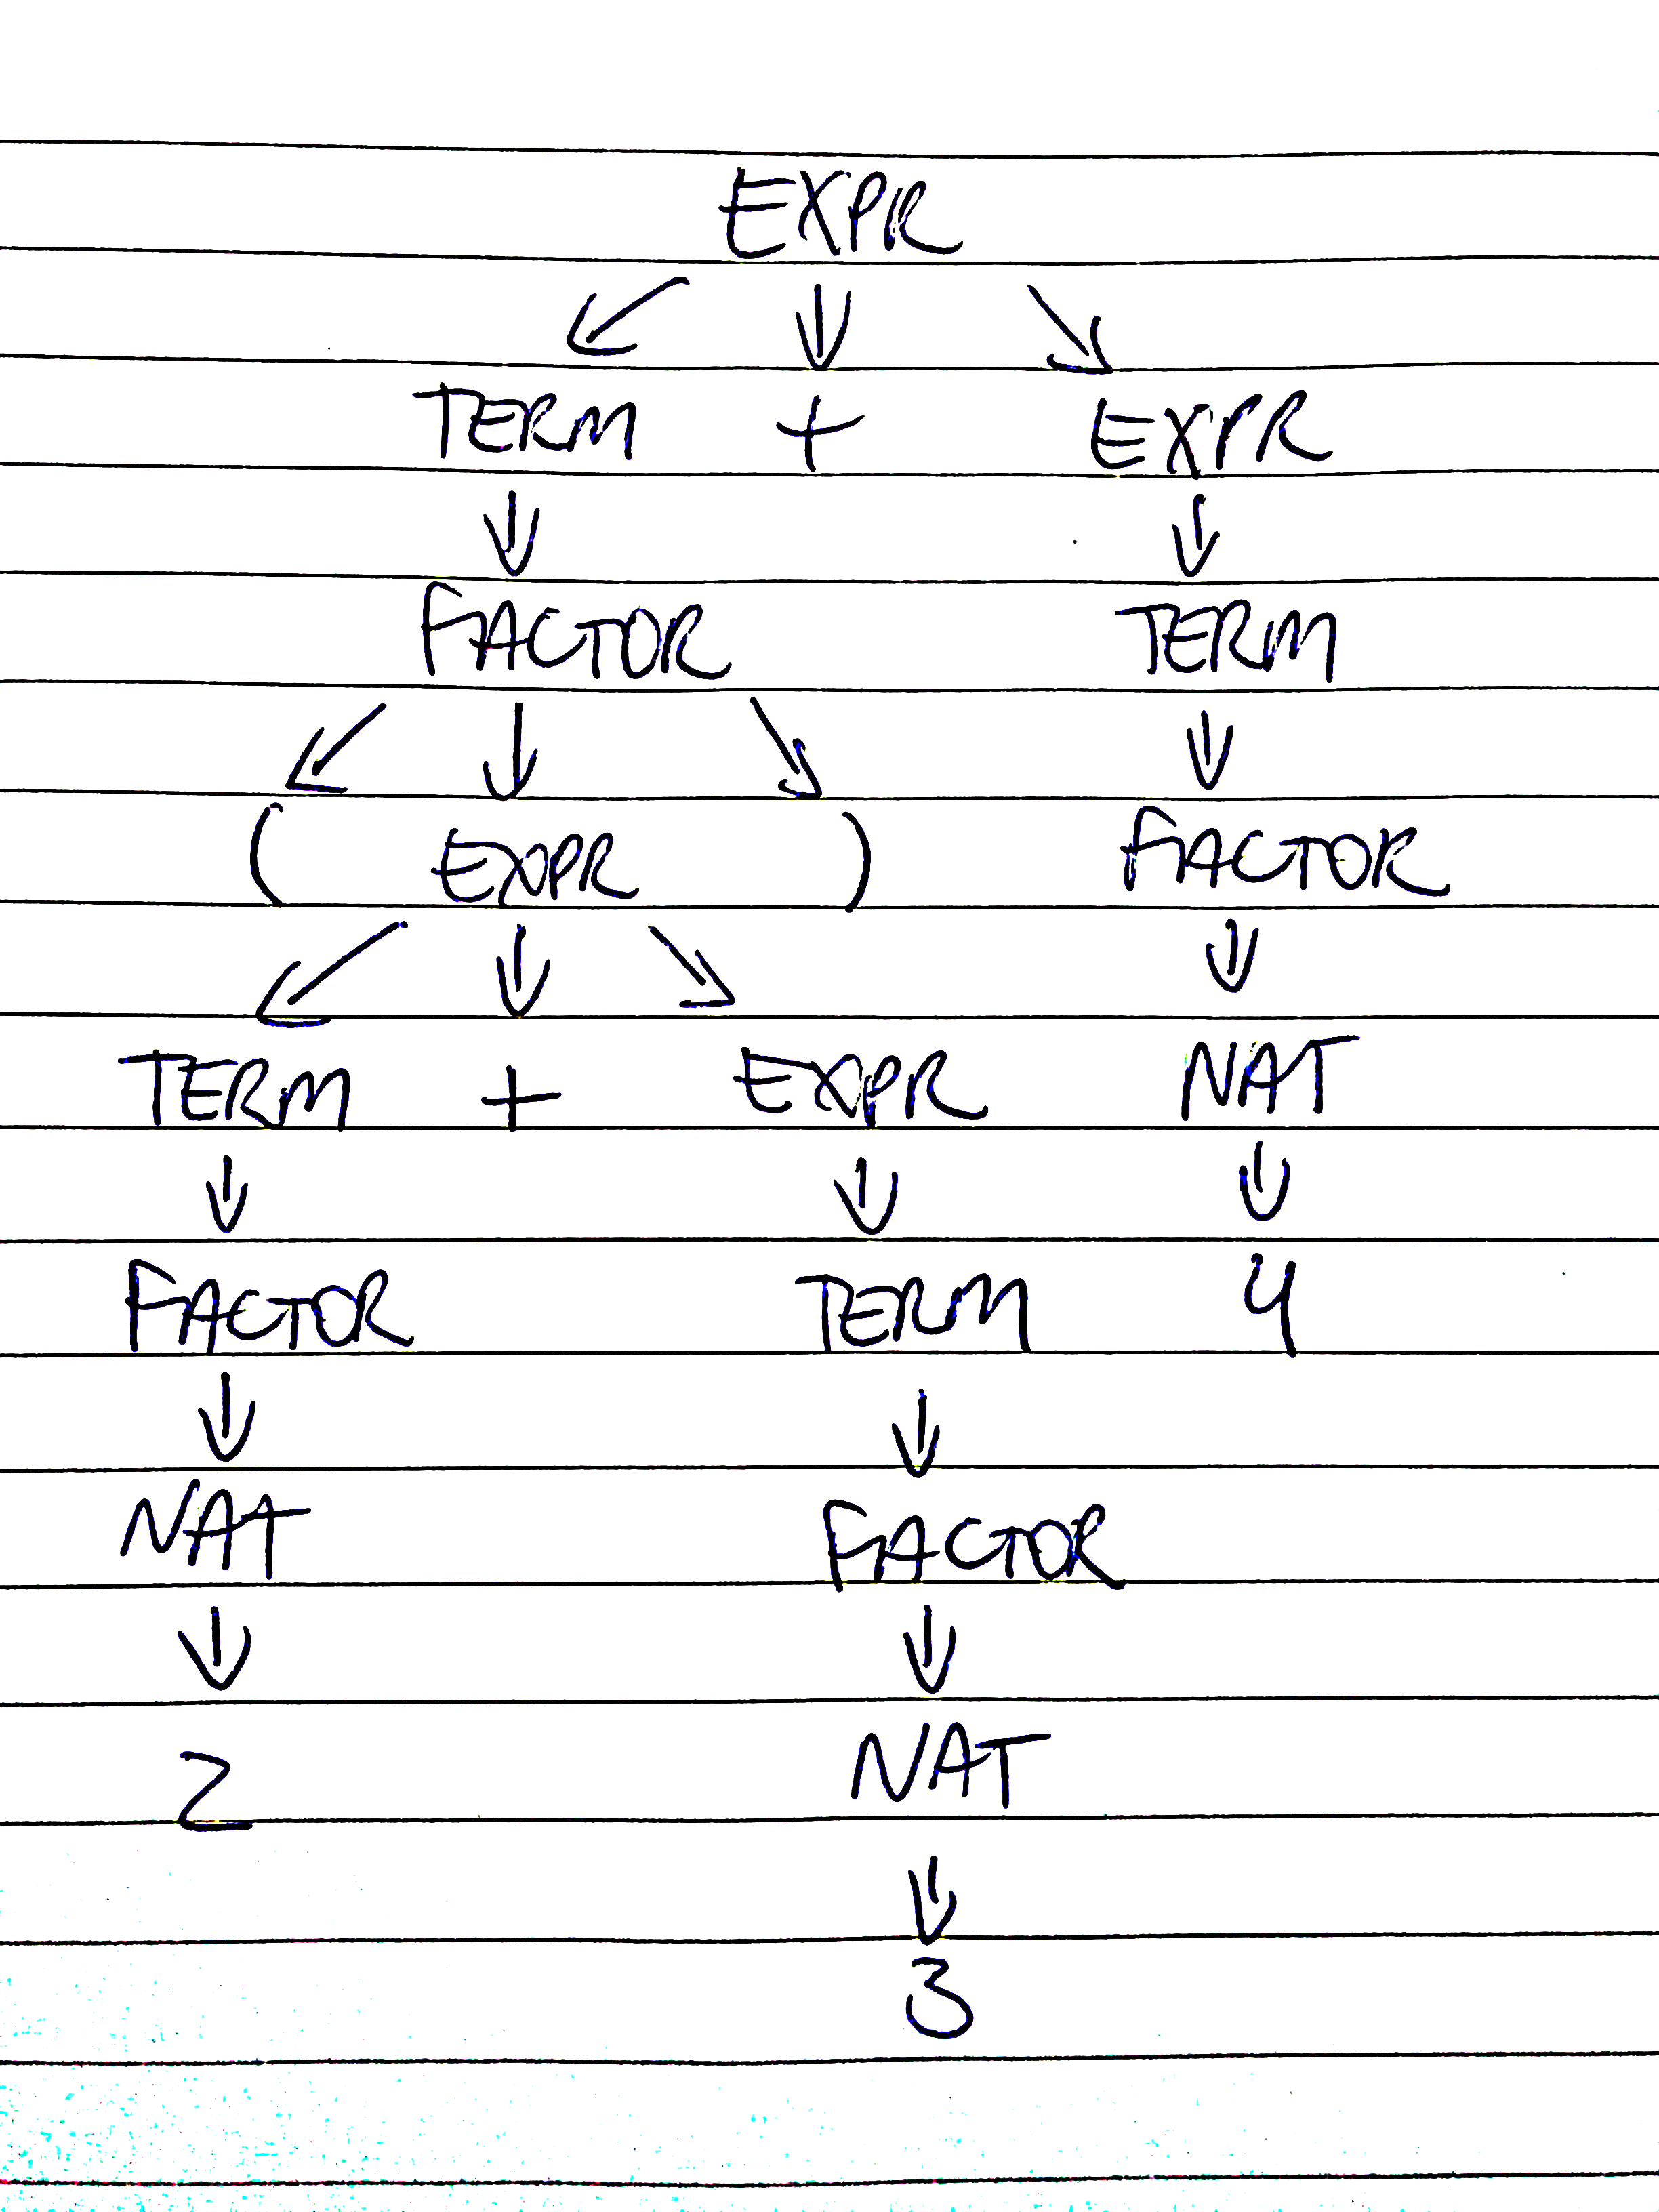 EXPR
TERM + EXPR
FACTOR TERM
( EXPR ) FACTOR
TERM + EXPR NAT
FACTOR TERM 4
NAT FACTOR
2 NAT
3